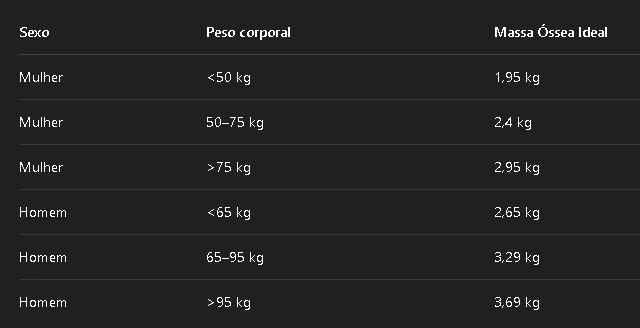 Sexo Peso corporal Massa Óssea Ideal
Mulher <50 kg 1,95 kg
Mulher 50–75 kg 2,4 kg
Mulher >75 kg 2,95 kg
Homem <65 kg 2,65 kg
Homem 65–95 kg 3,29 kg
Homem >95 kg 3,69 kg